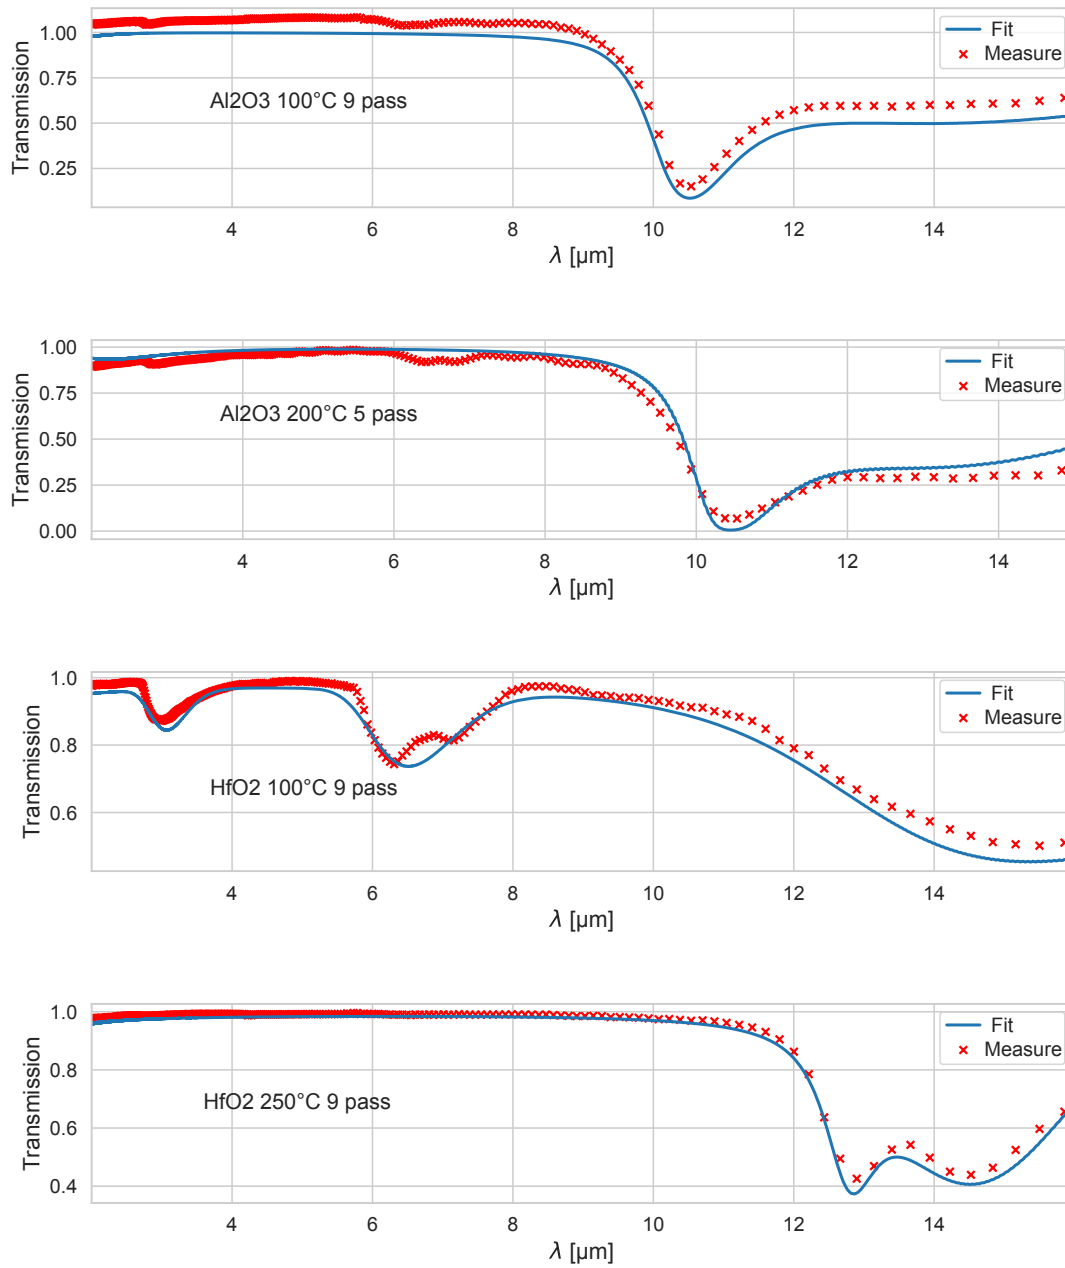 1.00
0.75
0.50
0.25
Transmission
Al2O3 100°C 9 pass
Fit
Measure
4 6 8 10 12 14
λ [μm]
1.00
0.75
0.50
0.25
0.00
Transmission
Al2O3 200°C 5 pass
Fit
Measure
4 6 8 10 12 14
λ [μm]
1.0
0.8
0.6
Transmission
HfO2 100°C 9 pass
Fit
Measure
4 6 8 10 12 14
λ [μm]
1.0
0.8
0.6
0.4
Transmission
HfO2 250°C 9 pass
Fit
Measure
4 6 8 10 12 14
λ [μm]